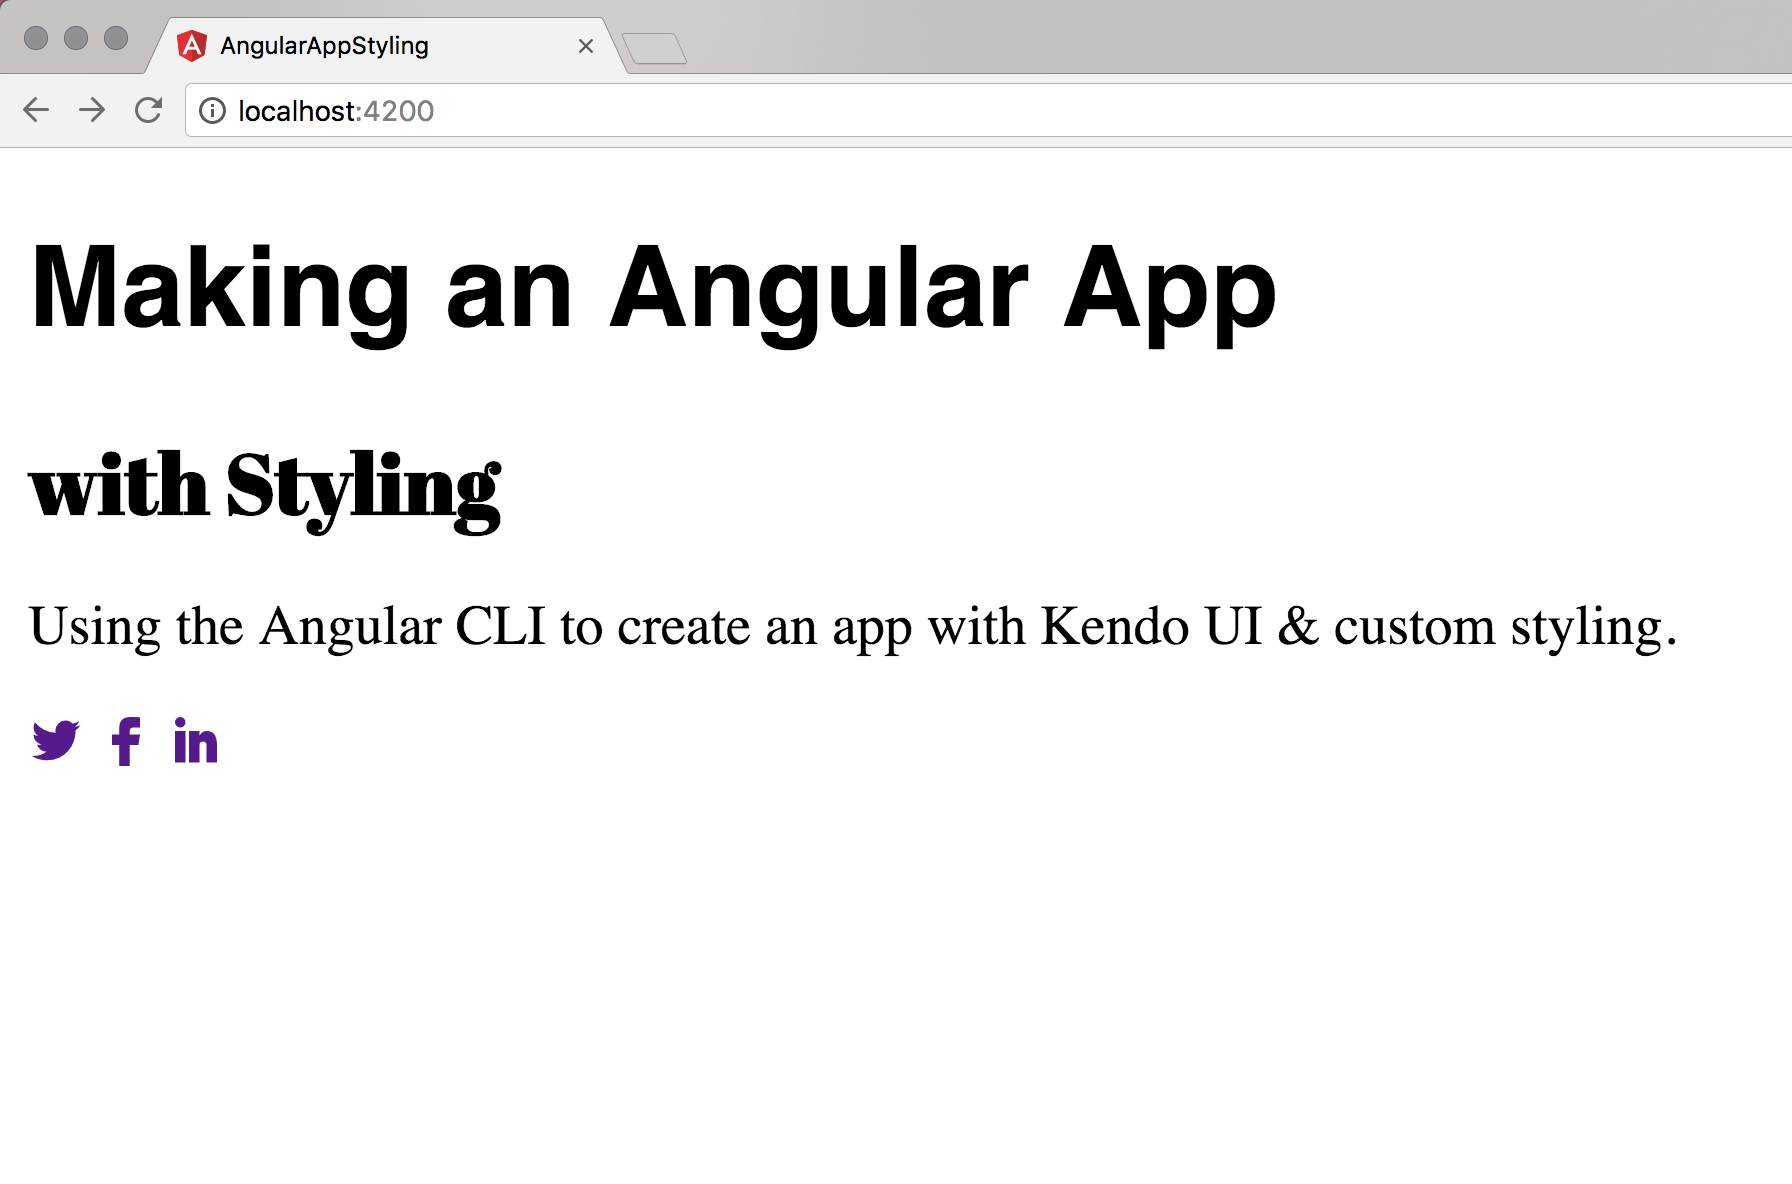 AngularAppStyling
localhost:4200
Making an Angular App
with Styling
Using the Angular CLI to create an app with Kendo UI & custom styling.